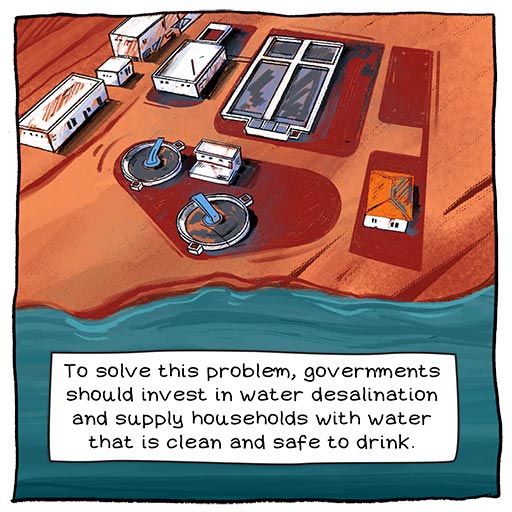 To solve this problem, governments
should invest in water desalination
and supply households with water
that is clean and safe to drink.